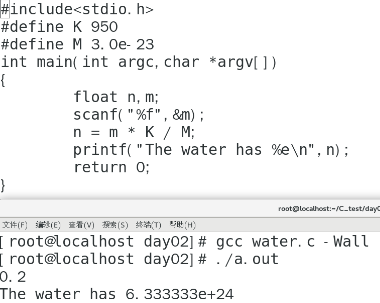 #include<stdio.h>
#define K 950
#define M 3.0e-23
int main(int argc,char *argv[])
{
float n,m;
scanf("%f",&m);
n = m * K / M;
printf("The water has %e\n",n);
return 0;
}
root@localhost:~/C_test/day0
文件(F) 编辑(E) 查看(V) 搜索(S) 终端(T) 帮助(H)
[root@localhost day02]# gcc water.c -Wall
[root@localhost day02]# ./a.out
0.2
The water has 6.333333e+24